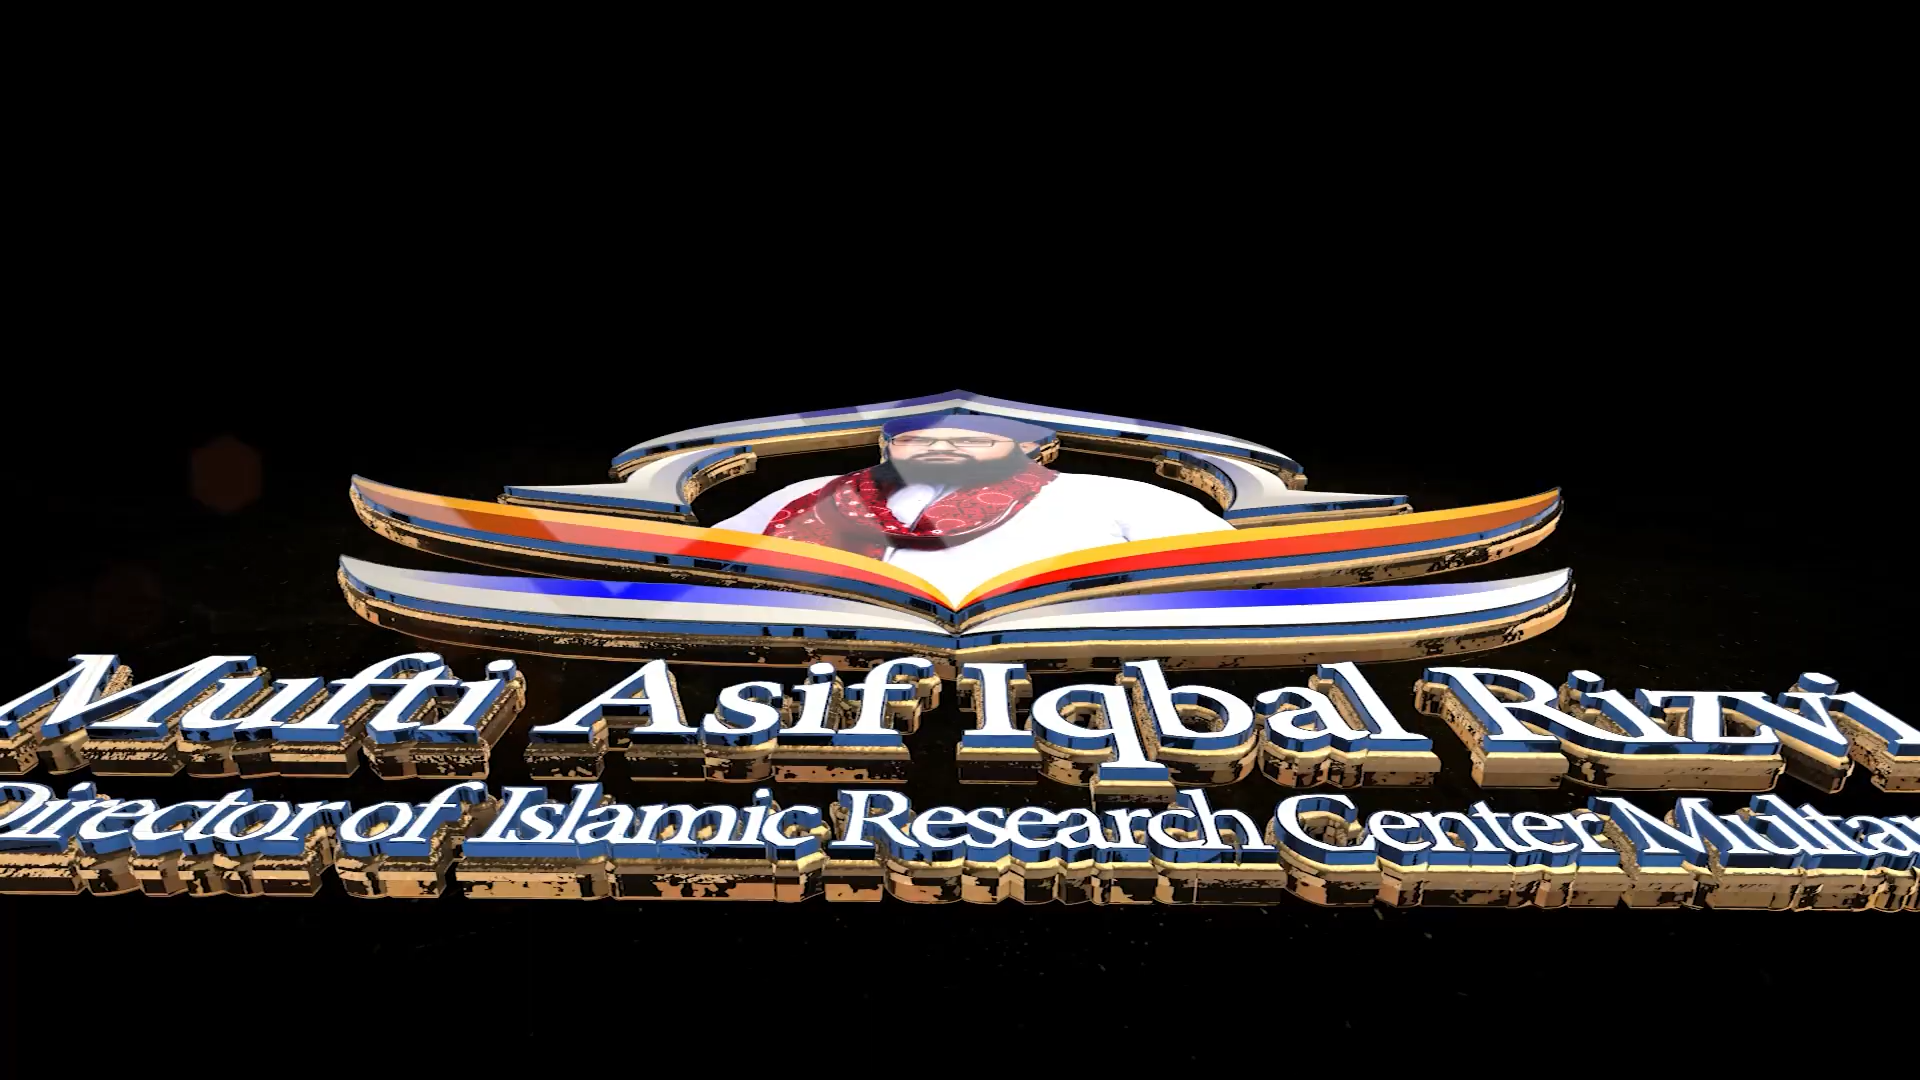 Mufti Asif Iqbal Rizvi
Director of Islamic Research Center Multan